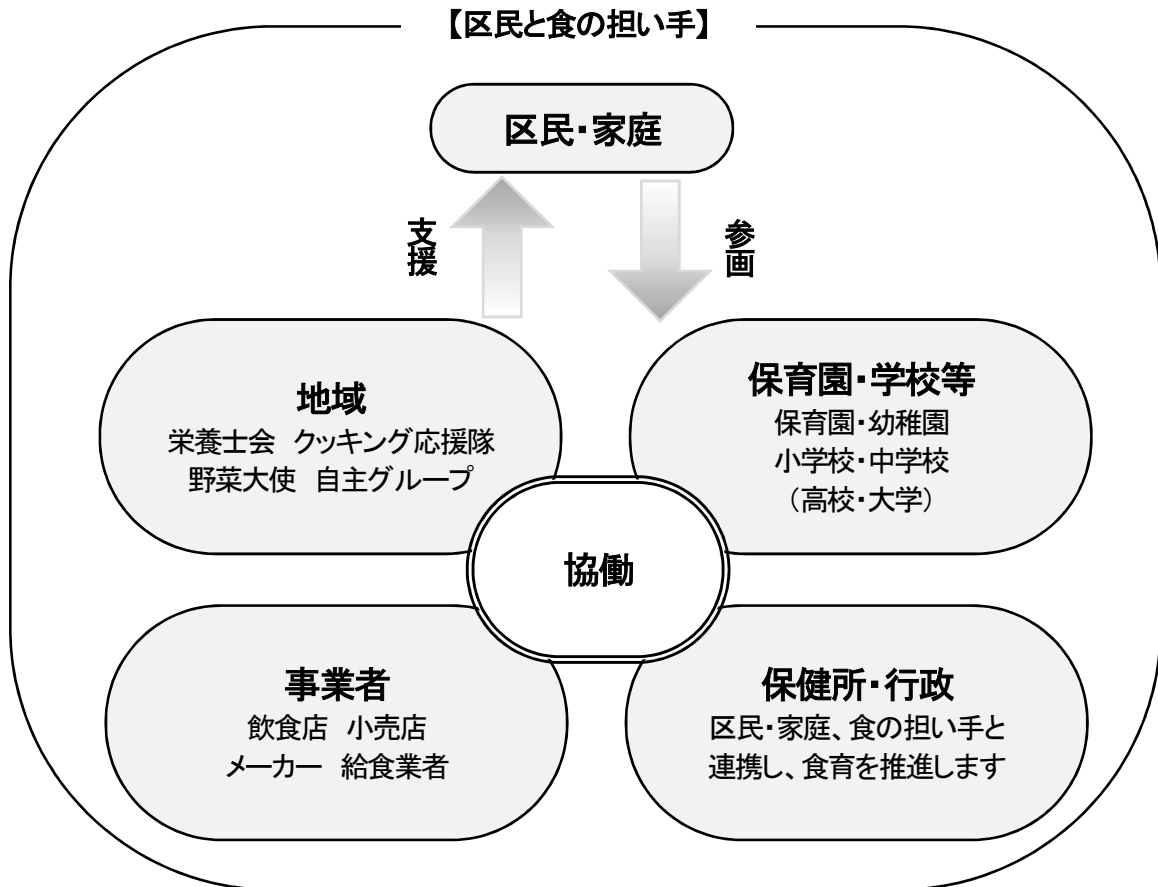 【区民と食の担い手】
区民・家庭
支援
参画
地域
栄養士会　クッキング応援隊
野菜大使　自主グループ
保育園・学校等
保育園・幼稚園
小学校・中学校
（高校・大学）
協働
事業者
飲食店　小売店
メーカー　給食業者
保健所・行政
区民・家庭、食の担い手と
連携し、食育を推進します